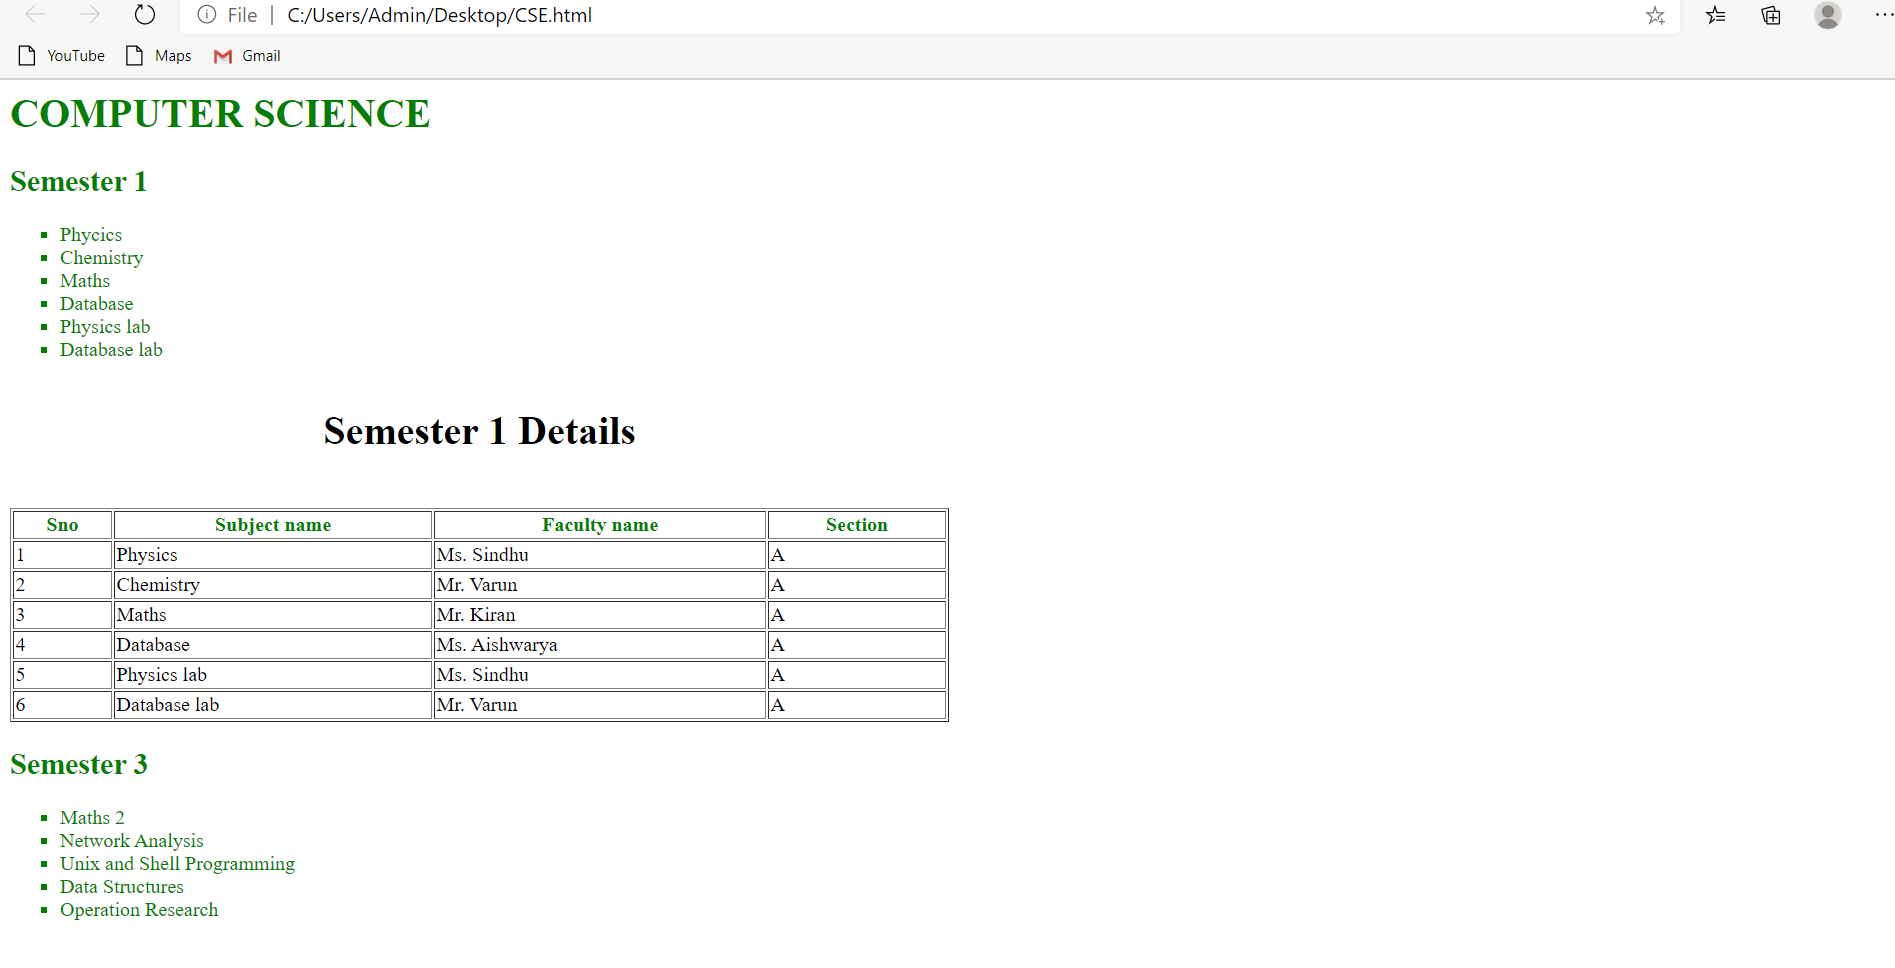 File | C:/Users/Admin/Desktop/CSE.html
YouTube Maps Gmail
COMPUTER SCIENCE
Semester 1
Phycics
Chemistry
Maths
Database
Physics lab
Database lab
Semester 1 Details
Sno Subject name Faculty name Section
1 Physics Ms. Sindhu A
2 Chemistry Mr. Varun A
3 Maths Mr. Kiran A
4 Database Ms. Aishwarya A
5 Physics lab Ms. Sindhu A
6 Database lab Mr. Varun A
Semester 3
Maths 2
Network Analysis
Unix and Shell Programming
Data Structures
Operation Research